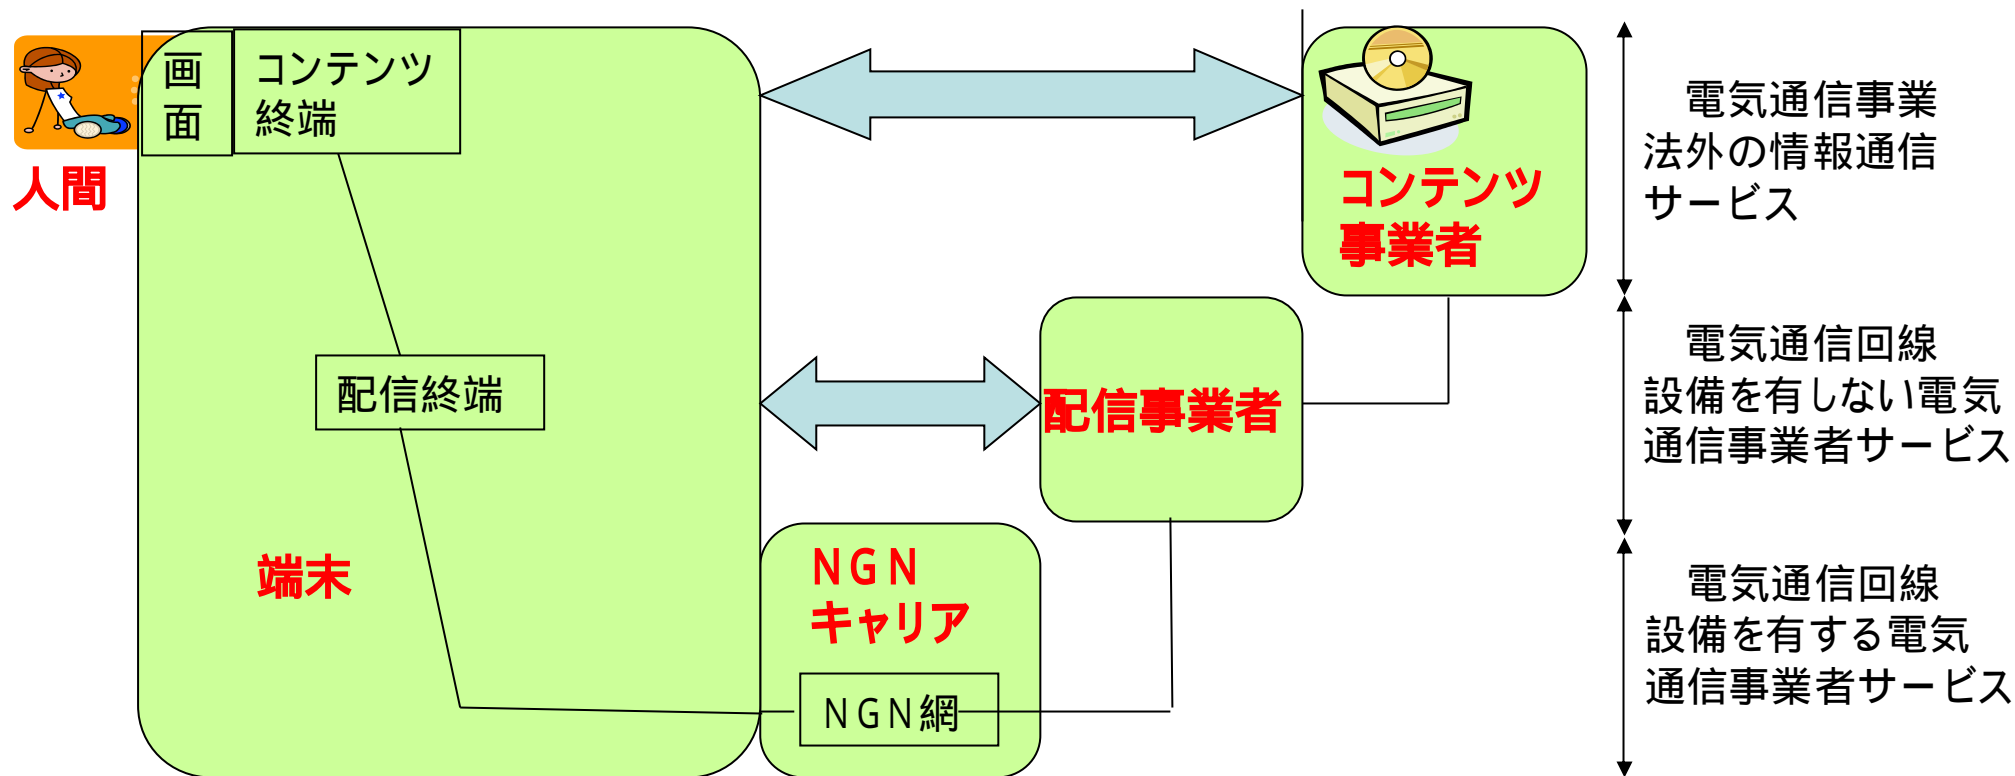 画
面
コンテンツ
終端
人間
コンテンツ
事業者
電気通信事業
法外の情報通信
サービス
配信終端
配信事業者
電気通信回線
設備を有しない電気
通信事業者サービス
端末
ＮＧＮ
キャリア
ＮＧＮ網
電気通信回線
設備を有する電気
通信事業者サービス